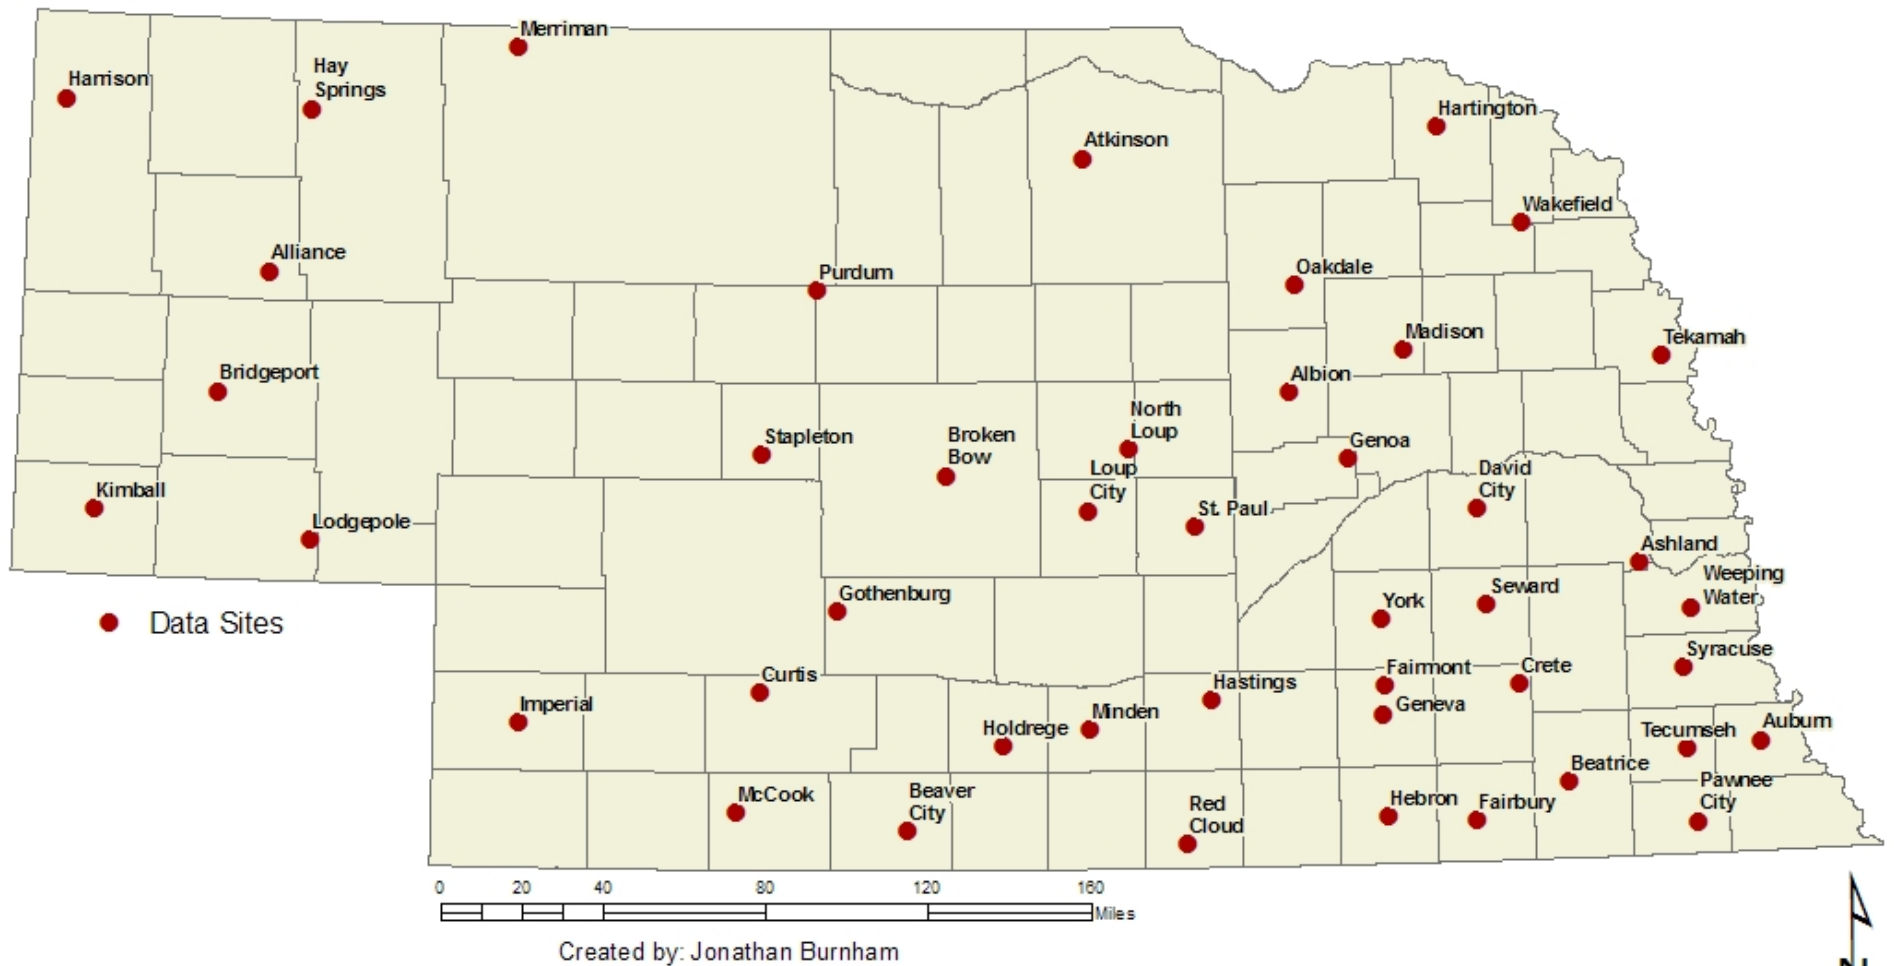 Merriman
Harrison
Hay
Springs
Hartington
Atkinson
Wakefield
Alliance
Purdum
Oakdale
Madison
Tekamah
Bridgeport
Albion
North
Loup
Stapleton
Broken
Bow
Genoa
Loup
City
David
City
Kimball
Lodgepole
St. Paul
Ashland
Weeping
Water
Gothenburg
Seward
York
Data Sites
Syracuse
Curtis
Fairmont
Crete
Hastings
Imperial
Geneva
Minden
Holdrege
Auburn
Tecumseh
Beatrice
Pawnee
City
McCook
Beaver
City
Red
Cloud
Hebron
Fairbury
0 20 40 80 120 160
Miles
Created by: Jonathan Burnham
N